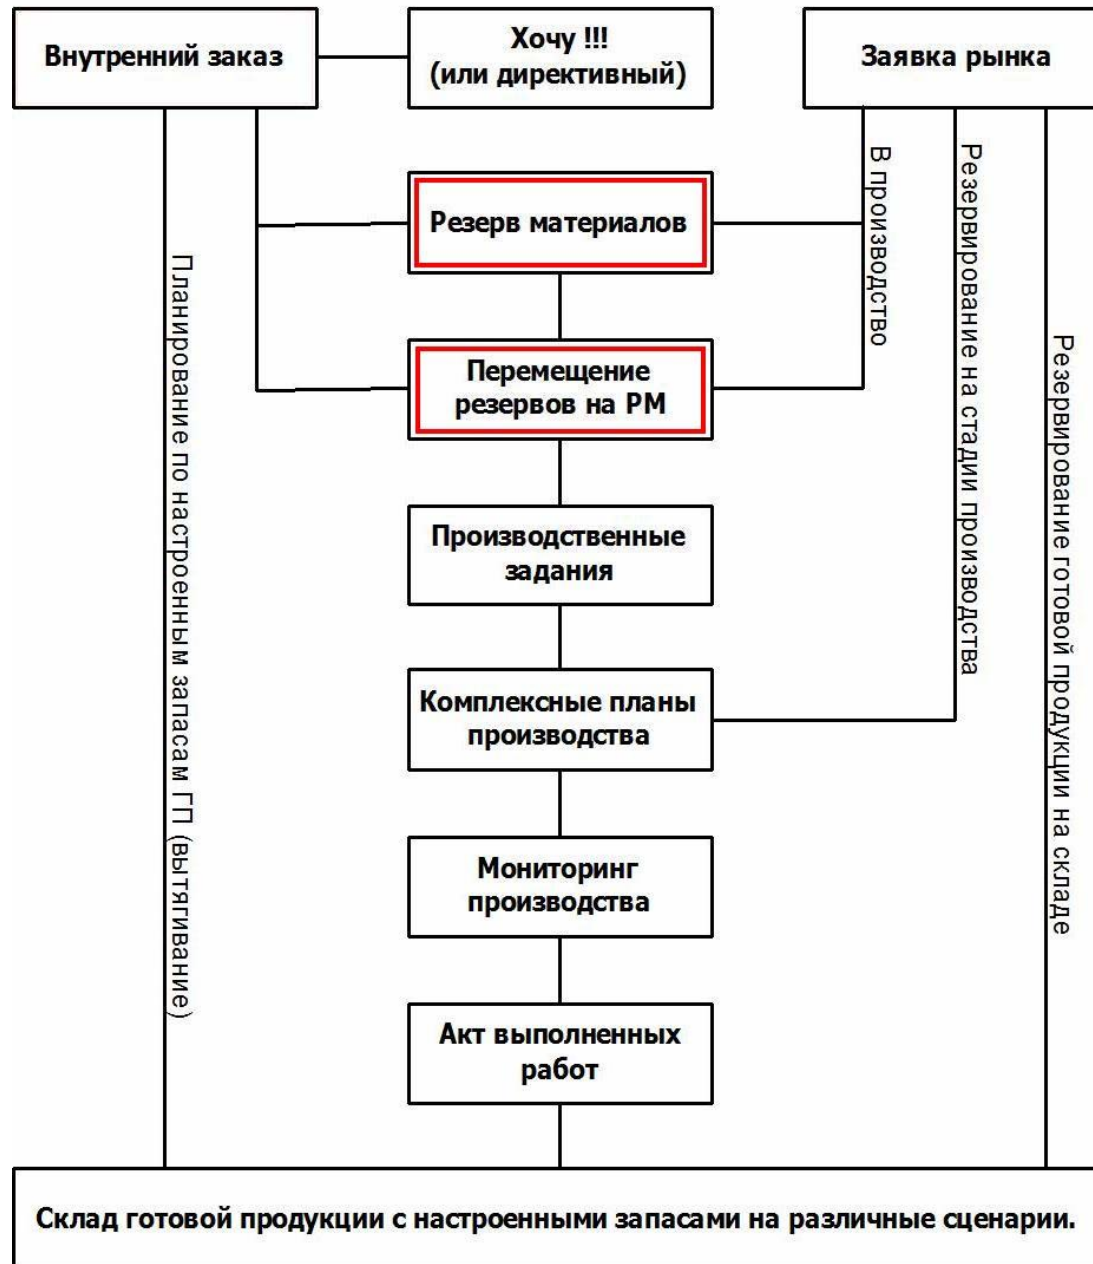 Внутренний заказ
Хочу !!!
(или директивный)
Заявка рынка
Резерв материалов
Перемещение
резервов на РМ
Производственные
задания
Комплексные планы
производства
Мониторинг
производства
Акт выполненных
работ
Планирование по настроенным запасам ГП (вытягивание)
В производство
Резервирование на стадии производства
Резервирование готовой продукции на складе
Склад готовой продукции с настроенными запасами на различные сценарии.